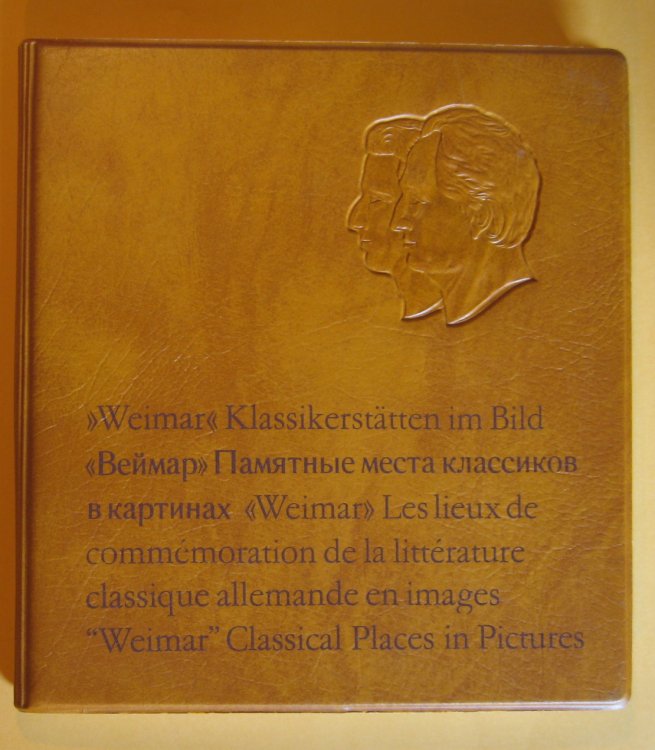 »Weimar« Klassikerstätten im Bild
«Веймар» Памятные места классиков
в картинах «Weimar» Les lieux de
commémoration de la littérature
classique allemande en images
“Weimar” Classical Places in Pictures